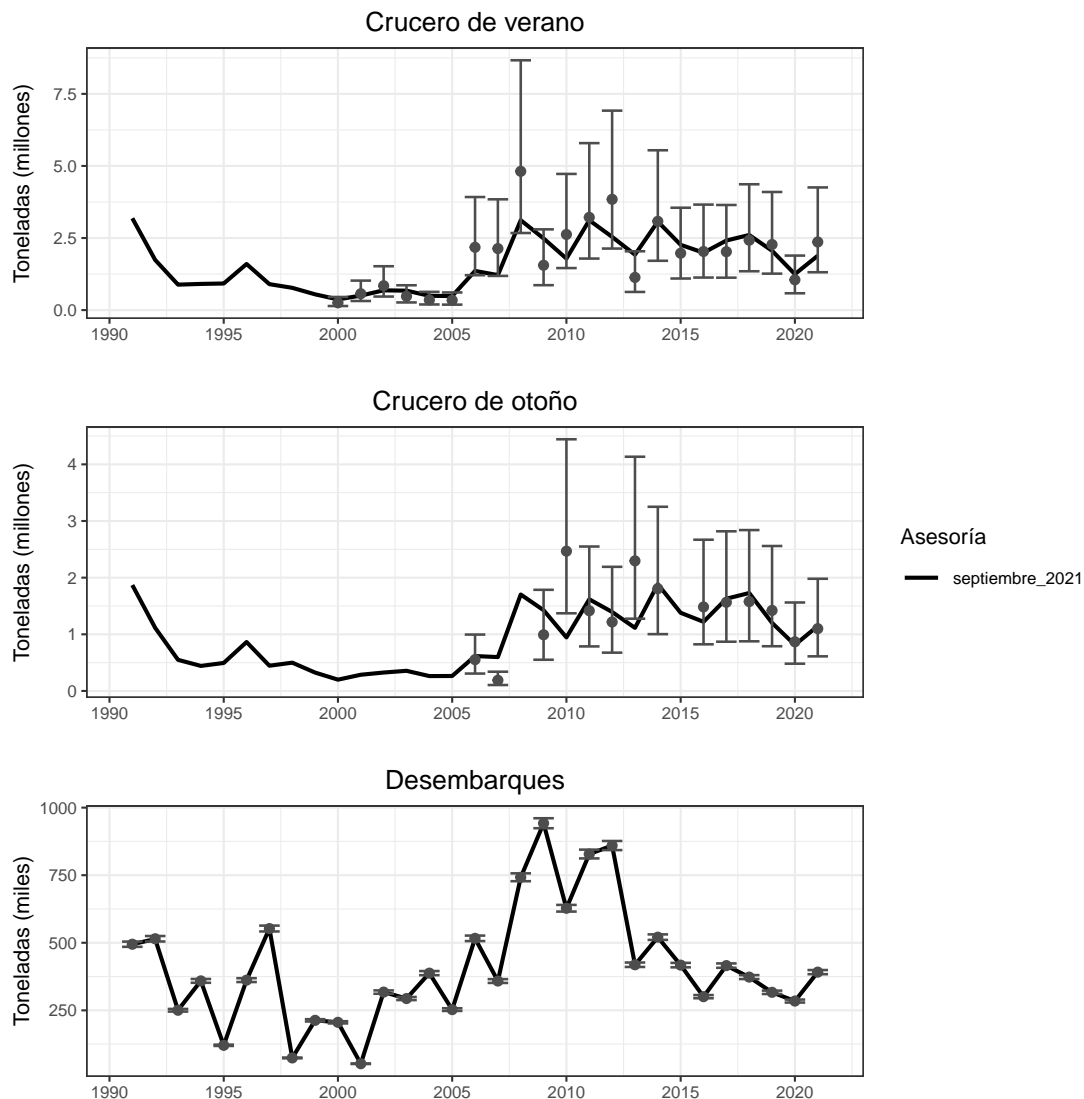 Crucero de verano
Toneladas (millones)
7.5
5.0
2.5
0.0
1990 1995 2000 2005 2010 2015 2020
Crucero de otoño
Toneladas (millones)
4
3
2
1
0
1990 1995 2000 2005 2010 2015 2020
Asesoría
septiembre_2021
Desembarques
Toneladas (miles)
1000
750
500
250
1990 1995 2000 2005 2010 2015 2020